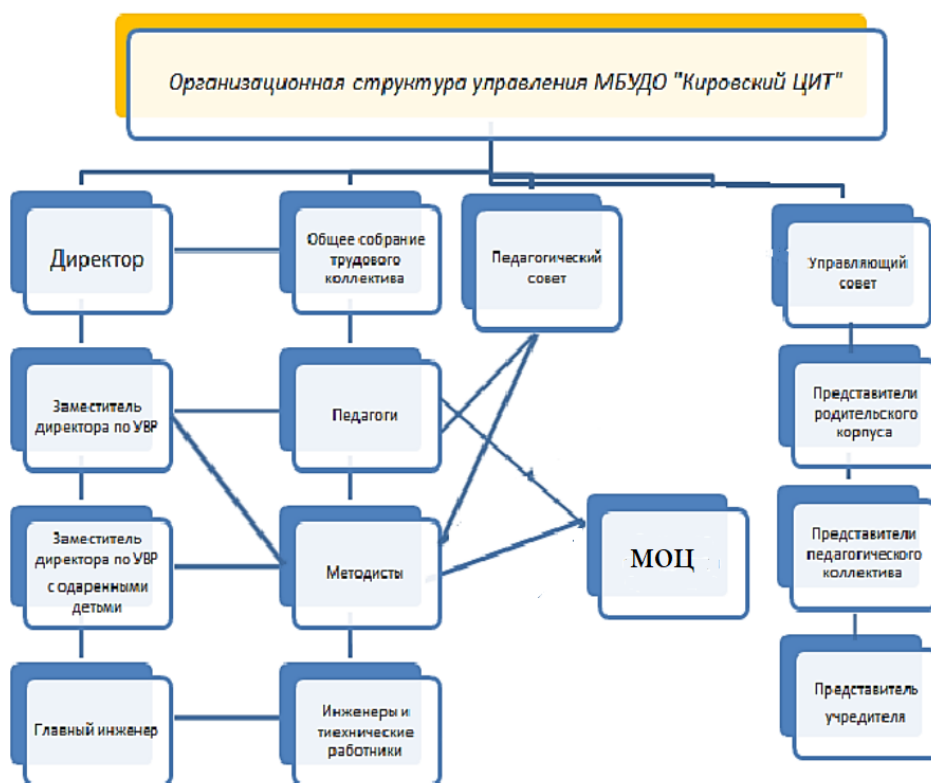 Организационная структура управления МБУДО "Кировский ЦИТ"
Директор
Общее собрание
трудового
коллектива
Педагогический
совет
Управляющий
совет
Заместитель
директора по УВР
Педагоги
Представители
родительского
корпуса
Заместитель
директора по УВР
с одаренными
детьми
Методисты
МОЦ
Представители
педагогического
коллектива
Главный инженер
Инженеры и
тиехнические
работники
Представитель
учредителя